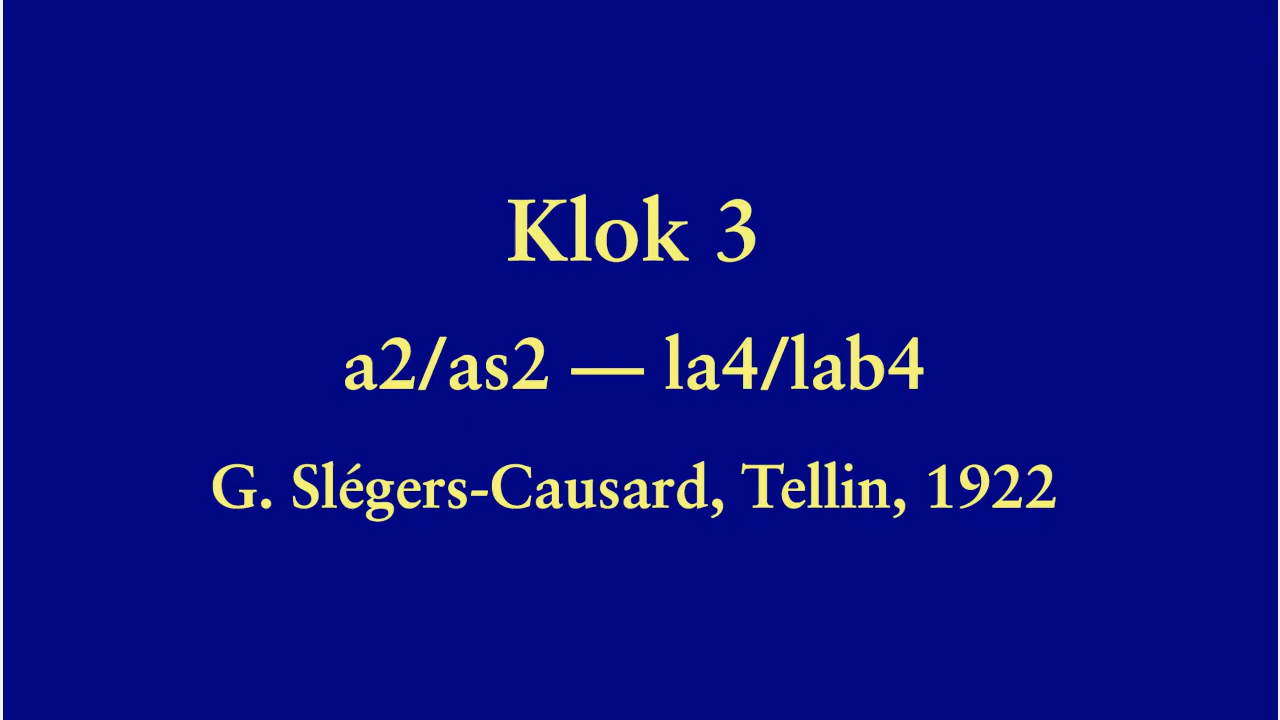 Klok 3
a2/as2 — la4/lab4
G. Slégers-Causard, Tellin, 1922